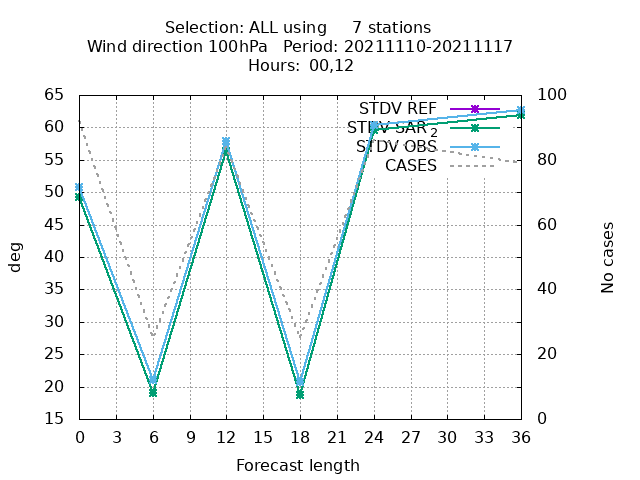 Selection: ALL using 7 stations
Wind direction 100hPa Period: 20211110-20211117
Hours: 00,12
65
60
55
50
45
40
35
30
25
20
15
100
80
60
40
20
0
STDV REF
STDV SAR2
STDV OBS
CASES
deg
No cases
0 3 6 9 12 15 18 21 24 27 30 33 36
Forecast length